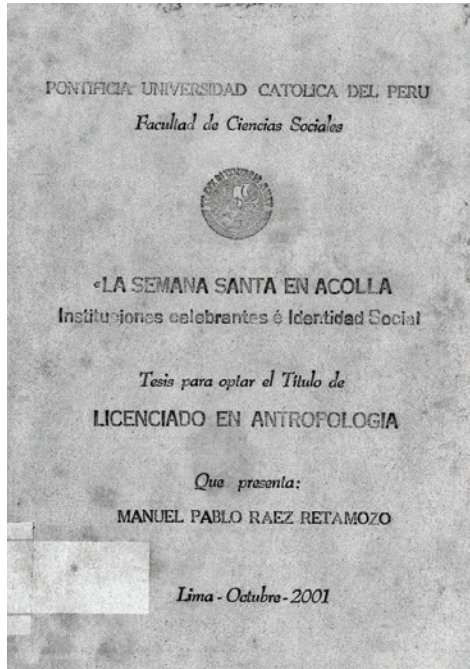 PONTIFICIA UNIVERSIDAD CATOLICA DEL PERU
Facultad de Ciencias Sociales
«LA SEMANA SANTA EN ACOLLA
Instituciones celebrantes é Identidad Social
Tesis para optar el Título de
LICENCIADO EN ANTROPOLOGIA
Que presenta:
MANUEL PABLO RAEZ RETAMOZO
Lima - Octubre - 2001